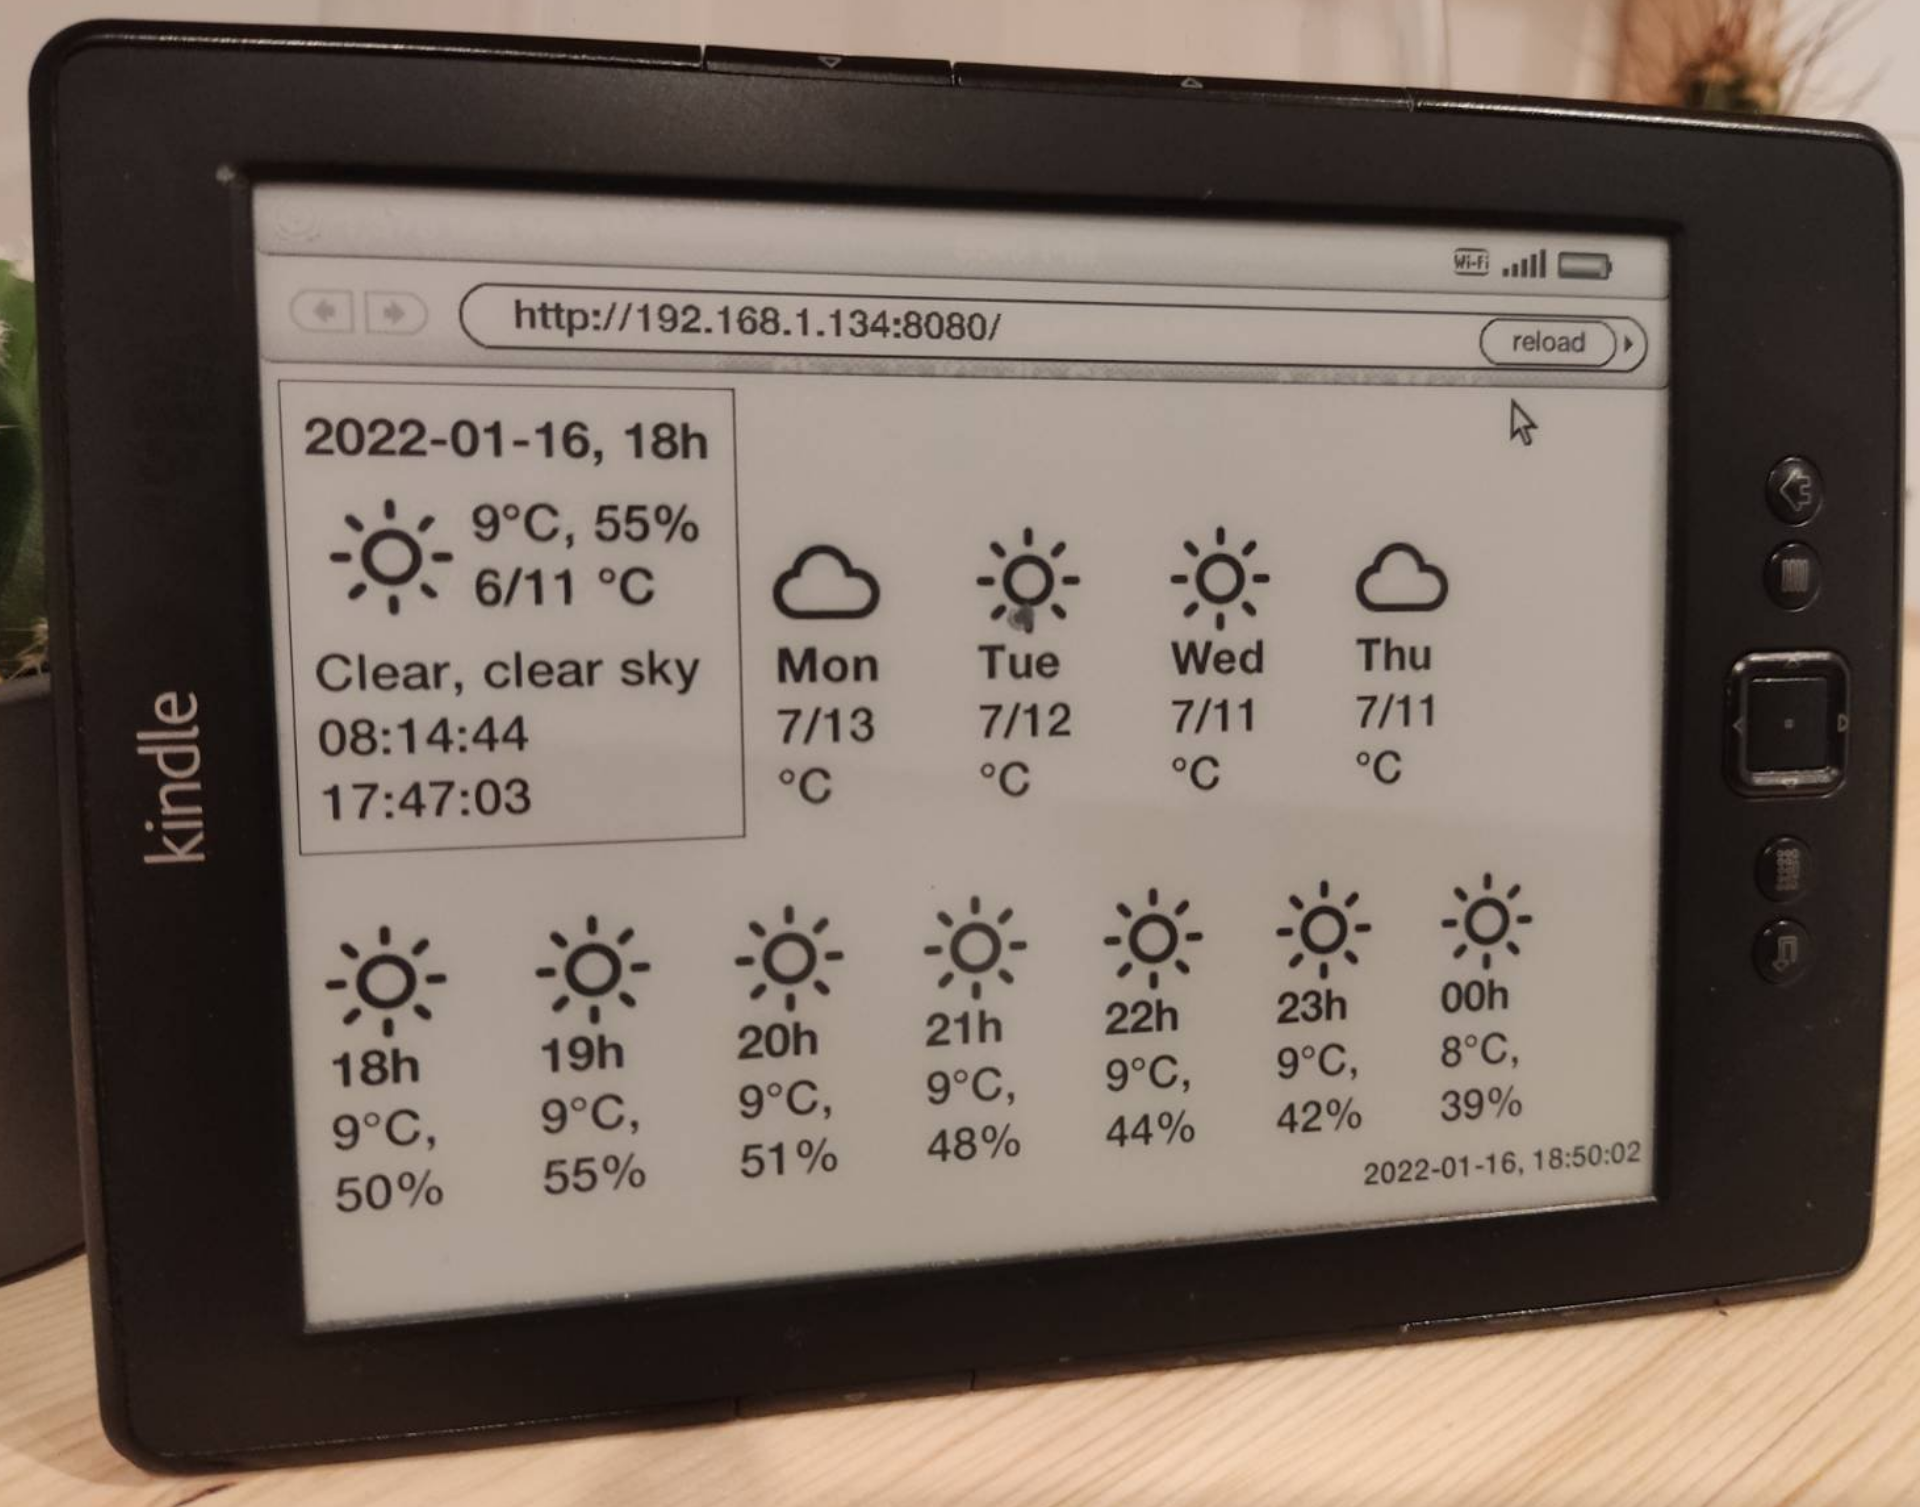 Wi-Fi
http://192.168.1.134:8080/
reload
2022-01-16, 18h
9°C, 55%
6/11 °C
Clear, clear sky
08:14:44
17:47:03
Mon
7/13
°C
Tue
7/12
°C
Wed
7/11
°C
Thu
7/11
°C
18h
9°C,
50%
19h
9°C,
55%
20h
9°C,
51%
21h
9°C,
48%
22h
9°C,
44%
23h
9°C,
42%
00h
8°C,
39%
2022-01-16, 18:50:02
kindle